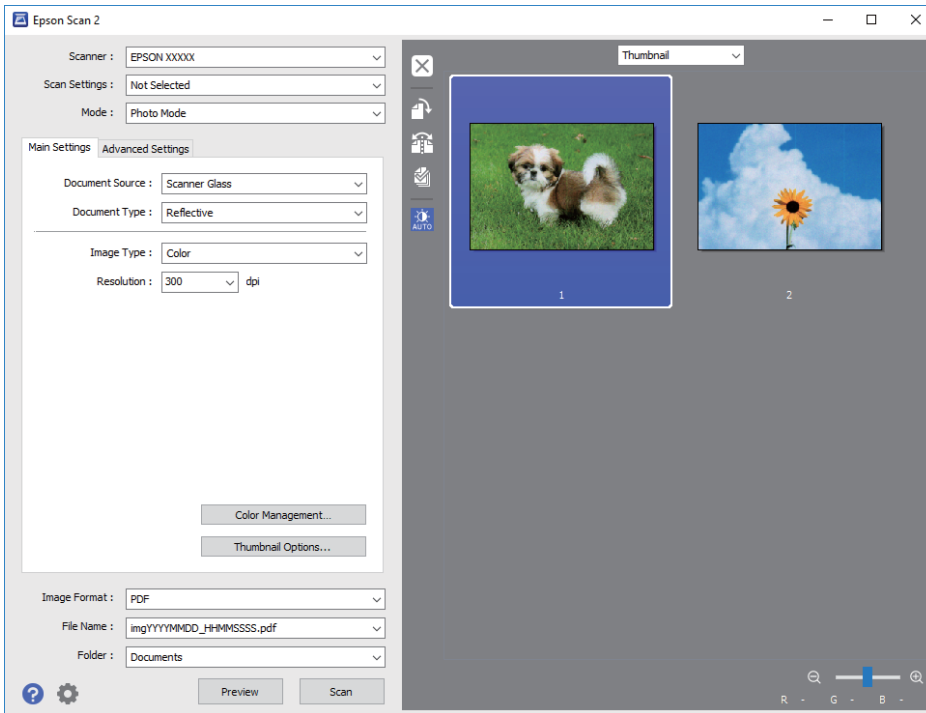 Epson Scan 2
Scanner : EPSON XXXXX
Scan Settings : Not Selected
Mode : Photo Mode
Main Settings Advanced Settings
Document Source : Scanner Glass
Document Type : Reflective
Image Type : Color
Resolution : 300 dpi
Color Management...
Thumbnail Options...
Image Format : PDF
File Name : imgYYYYMMDD_HHMMSSSS.pdf
Folder : Documents
? Preview Scan
Thumbnail
AUTO
1 2
R - G - B -